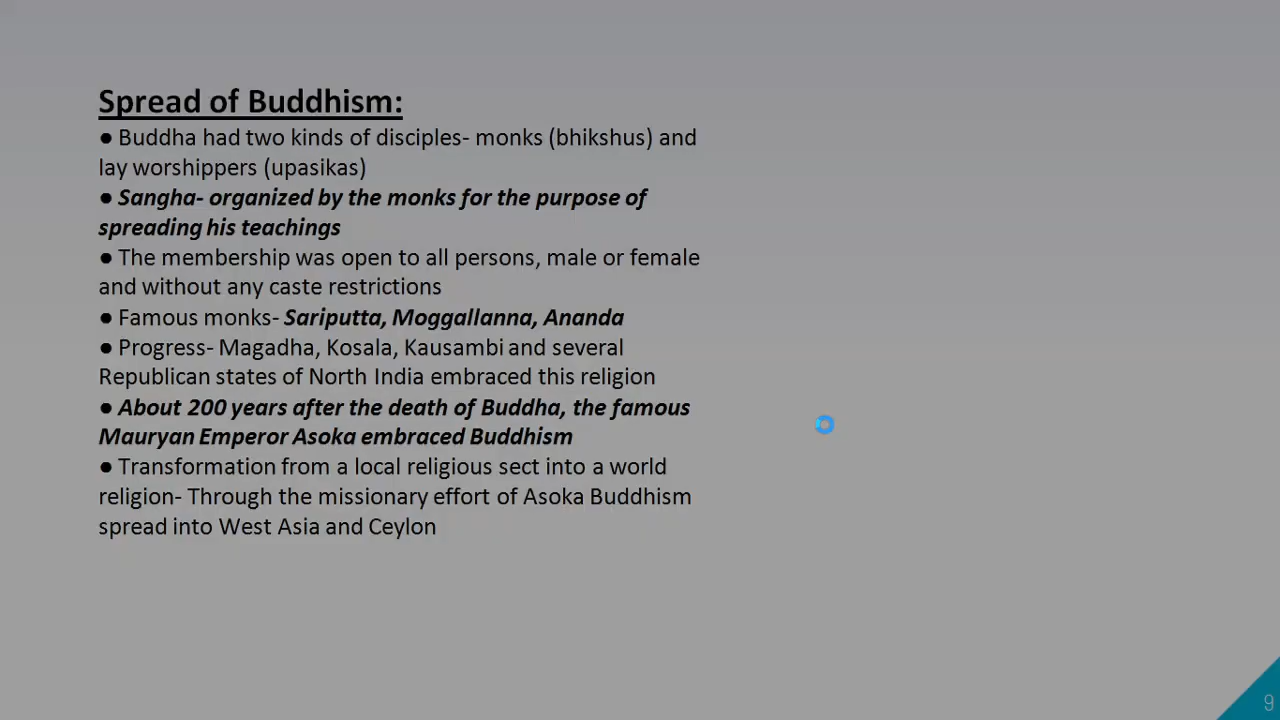 Spread of Buddhism:
● Buddha had two kinds of disciples- monks (bhikshus) and
lay worshippers (upasikas)
● Sangha- organized by the monks for the purpose of
spreading his teachings
● The membership was open to all persons, male or female
and without any caste restrictions
● Famous monks- Sariputta, Moggallanna, Ananda
● Progress- Magadha, Kosala, Kausambi and several
Republican states of North India embraced this religion
● About 200 years after the death of Buddha, the famous
Mauryan Emperor Asoka embraced Buddhism
● Transformation from a local religious sect into a world
religion- Through the missionary effort of Asoka Buddhism
spread into West Asia and Ceylon
9